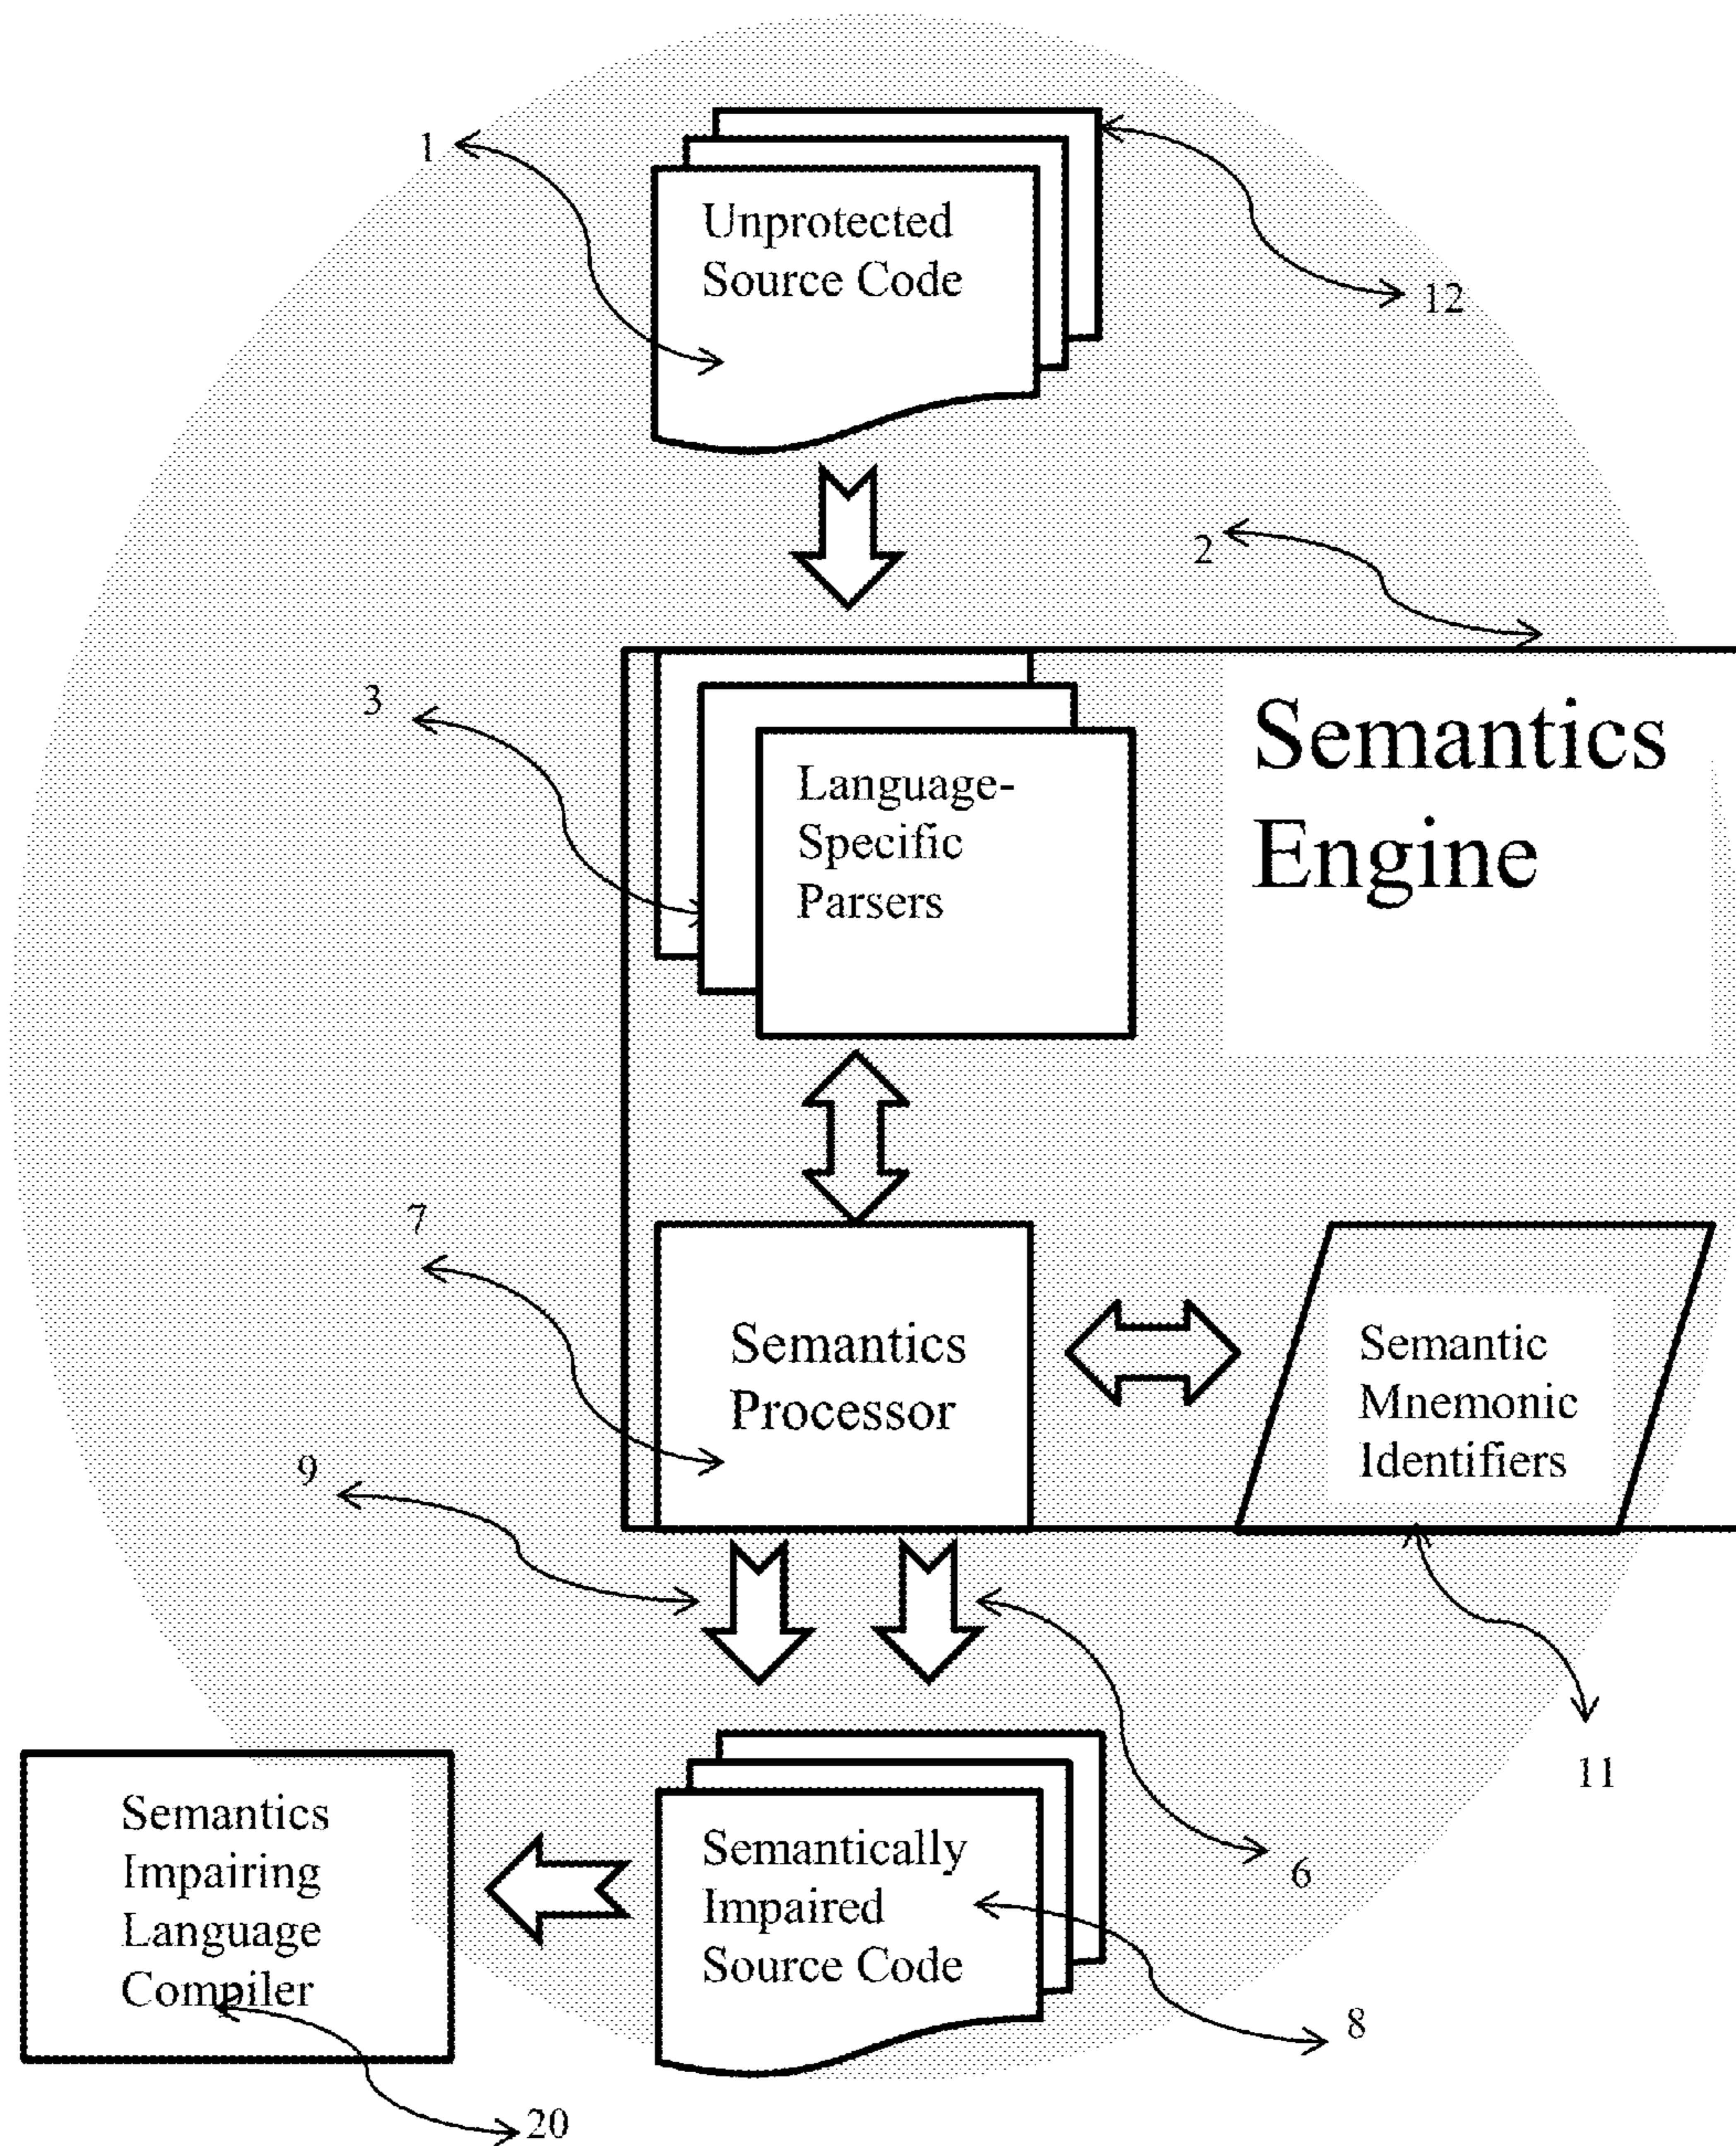 1
Unprotected
Source Code
12
2
3
Semantics
Engine
Language-
Specific
Parsers
7
Semantics
Processor
Semantic
Mnemonic
Identifiers
9
11
6
Semantics
Impairing
Language
Compiler
Semantically
Impaired
Source Code
8
20